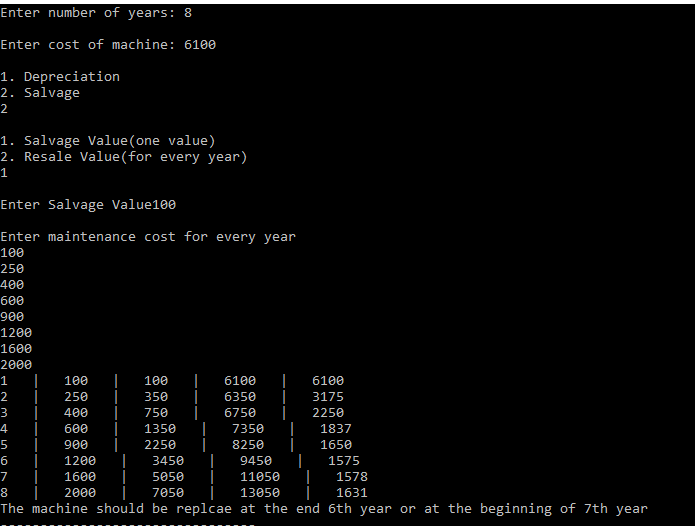 Enter number of years: 8
Enter cost of machine: 6100
1. Depreciation
2. Salvage
2
1. Salvage Value(one value)
2. Resale Value(for every year)
1
Enter Salvage Value100
Enter maintenance cost for every year
100
250
400
600
900
1200
1600
2000
1 | 100 | 100 | 6100 | 6100
2 | 250 | 350 | 6350 | 3175
3 | 400 | 750 | 6750 | 2250
4 | 600 | 1350 | 7350 | 1837
5 | 900 | 2250 | 8250 | 1650
6 | 1200 | 3450 | 9450 | 1575
7 | 1600 | 5050 | 11050 | 1578
8 | 2000 | 7050 | 13050 | 1631
The machine should be replcae at the end 6th year or at the beginning of 7th year
--------------------------------